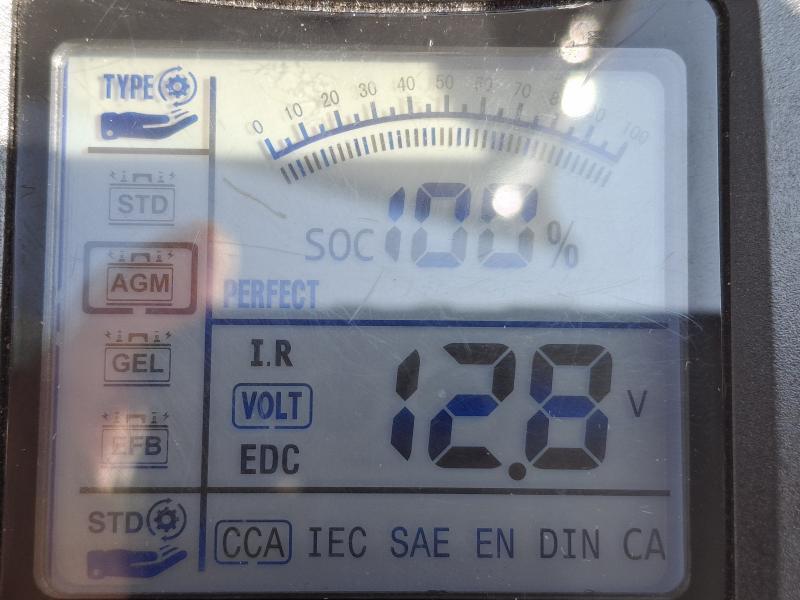 TYPE
0 10 20 30 40 50 60 70 80 90 100
STD
SOC 100 %
AGM
PERFECT
GEL
I.R
VOLT
12.8 V
EFB
EDC
STD
CCA IEC SAE EN DIN CA